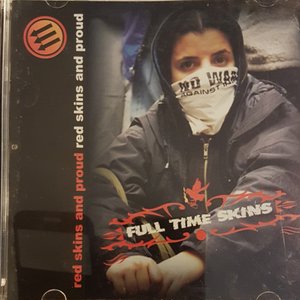 red skins and proud red skins and proud
NO WAR
AGAINST
FULL TIME SKINS